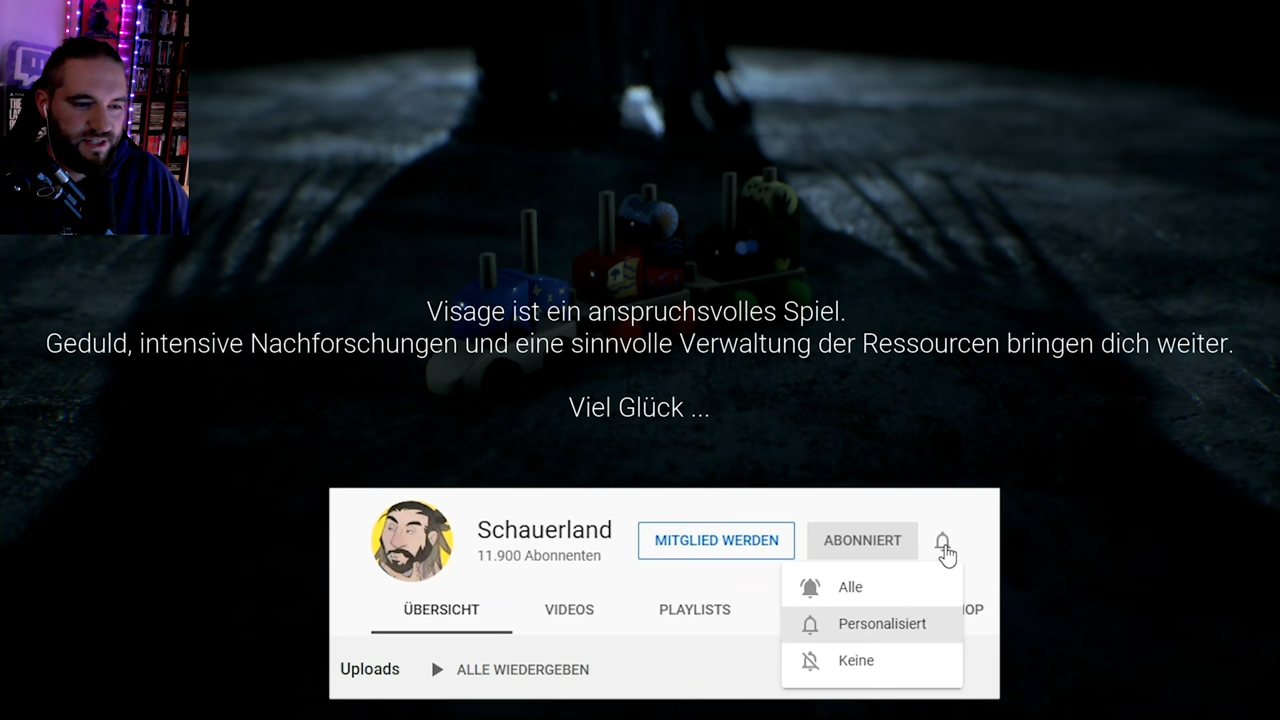 Visage ist ein anspruchsvolles Spiel.
Geduld, intensive Nachforschungen und eine sinnvolle Verwaltung der Ressourcen bringen dich weiter.
Viel Glück ...
Schauerland
11.900 Abonnenten
MITGLIED WERDEN
ABONNIERT
Alle
Personalisiert
Keine
ÜBERSICHT VIDEOS PLAYLISTS
Uploads ALLE WIEDERGEBEN